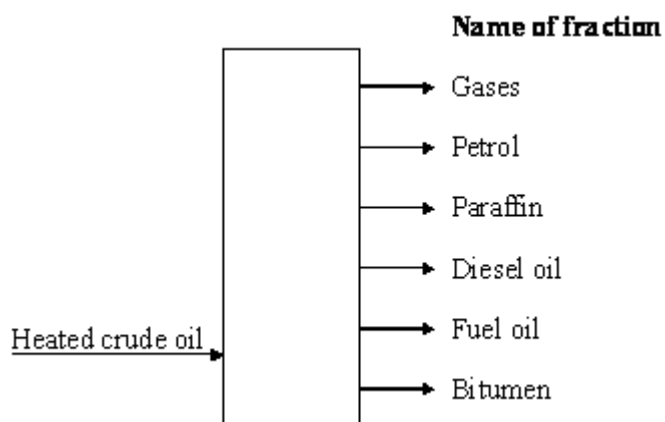 Name of fraction
Gases
Petrol
Paraffin
Diesel oil
Fuel oil
Heated crude oil
Bitumen